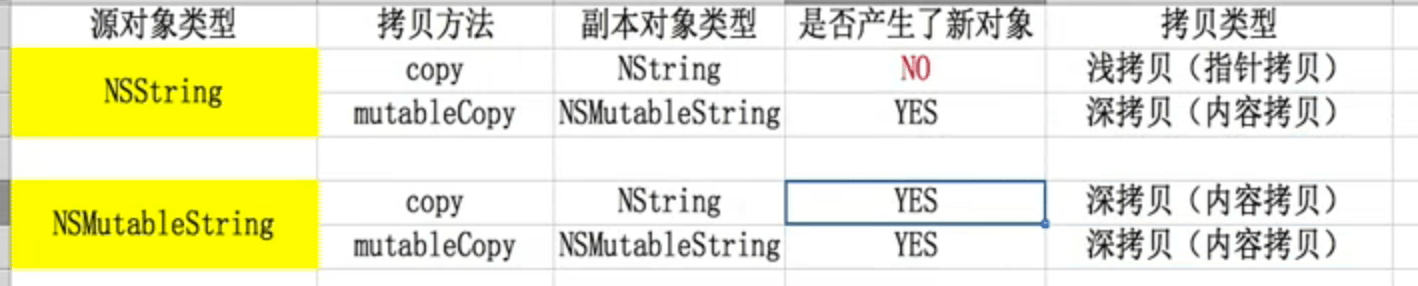 源对象类型 拷贝方法 副本对象类型 是否产生了新对象 拷贝类型
NSString copy NString NO 浅拷贝（指针拷贝）
mutableCopy NSMutableString YES 深拷贝（内容拷贝）
NSMutableString copy NString YES 深拷贝（内容拷贝）
mutableCopy NSMutableString YES 深拷贝（内容拷贝）